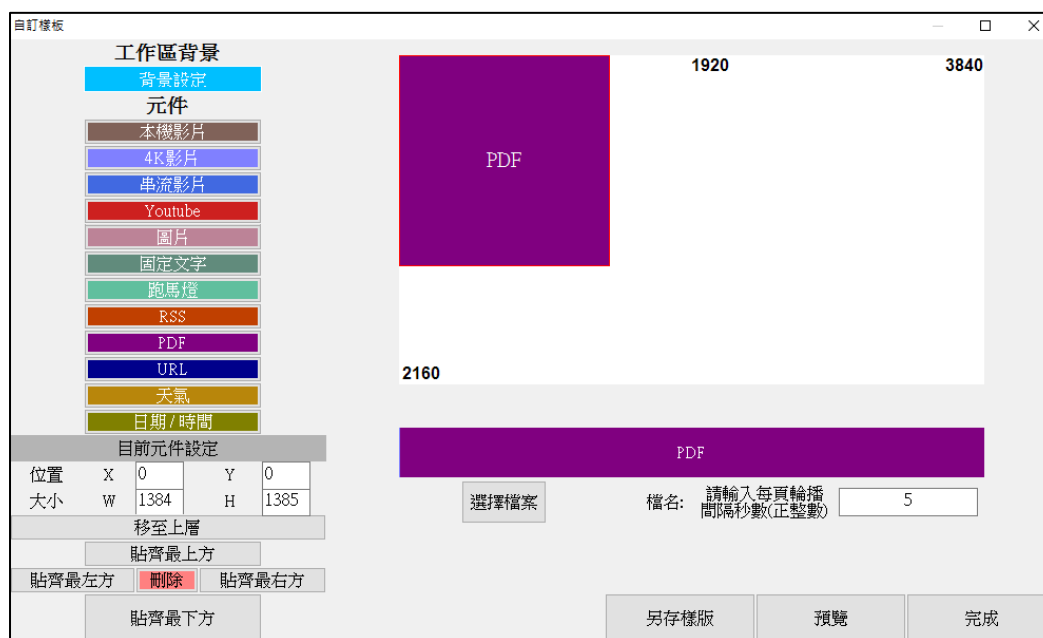 自訂樣板
工作區背景
背景設定
元件
本機影片
4K影片
串流影片
Youtube
圖片
固定文字
跑馬燈
RSS
PDF
URL
天氣
日期/時間
目前元件設定
位置 X 0 Y 0
大小 W 1384 H 1385
移至上層
貼齊最上方
貼齊最左方 刪除 貼齊最右方
貼齊最下方
1920 3840
PDF
2160
PDF
選擇檔案 檔名: 請輸入每頁輪播
間隔秒數(正整數) 5
另存樣版 預覽 完成